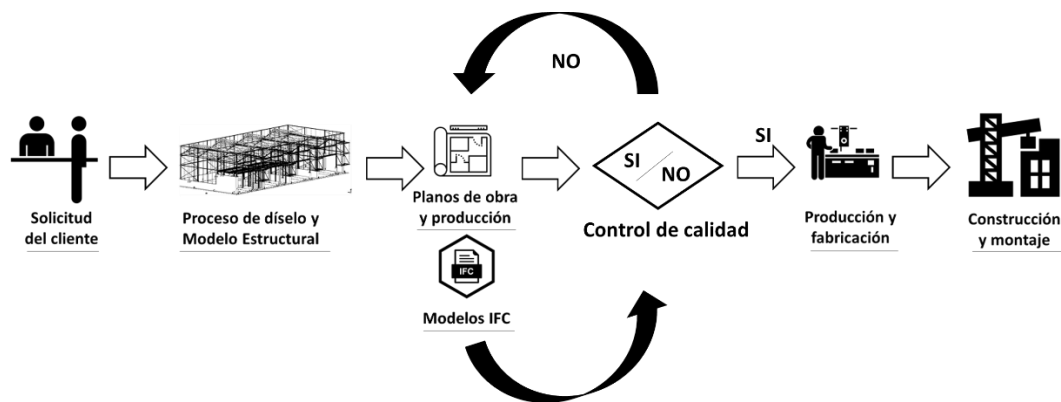 NO
Solicitud
del cliente
Proceso de díselo y
Modelo Estructural
Planos de obra
y producción
IFC
Modelos IFC
SI
NO
Control de calidad
SI
Producción y
fabricación
Construcción
y montaje